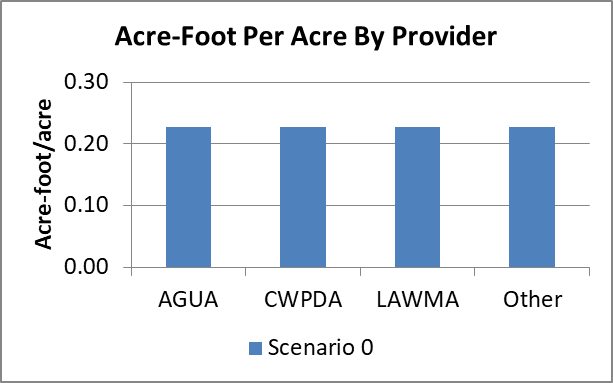 Acre-Foot Per Acre By Provider
Acre-foot/acre
0.30
0.20
0.10
0.00
AGUA CWPDA LAWMA Other
Scenario 0